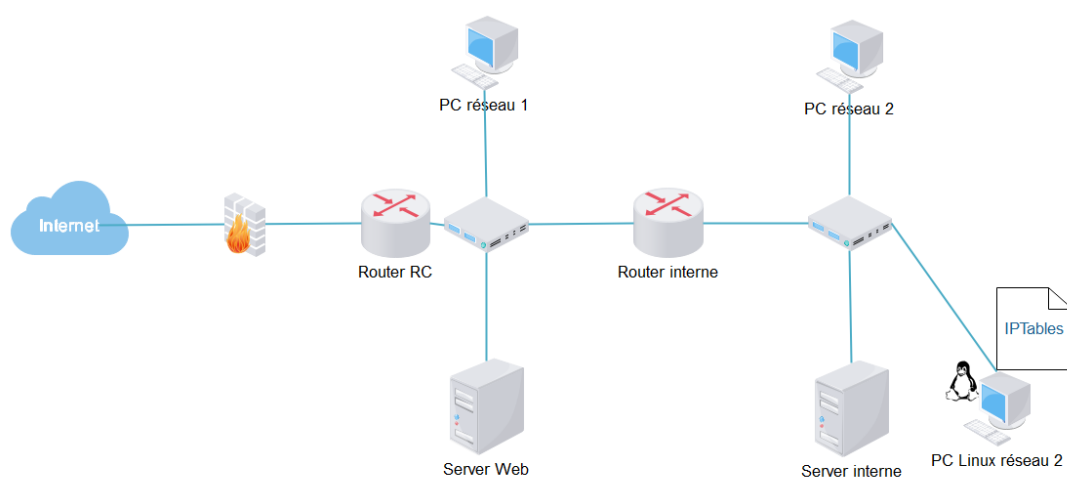 PC réseau 1
PC réseau 2
Internet
Router RC
Router interne
IPTables
Server Web
Server interne
PC Linux réseau 2